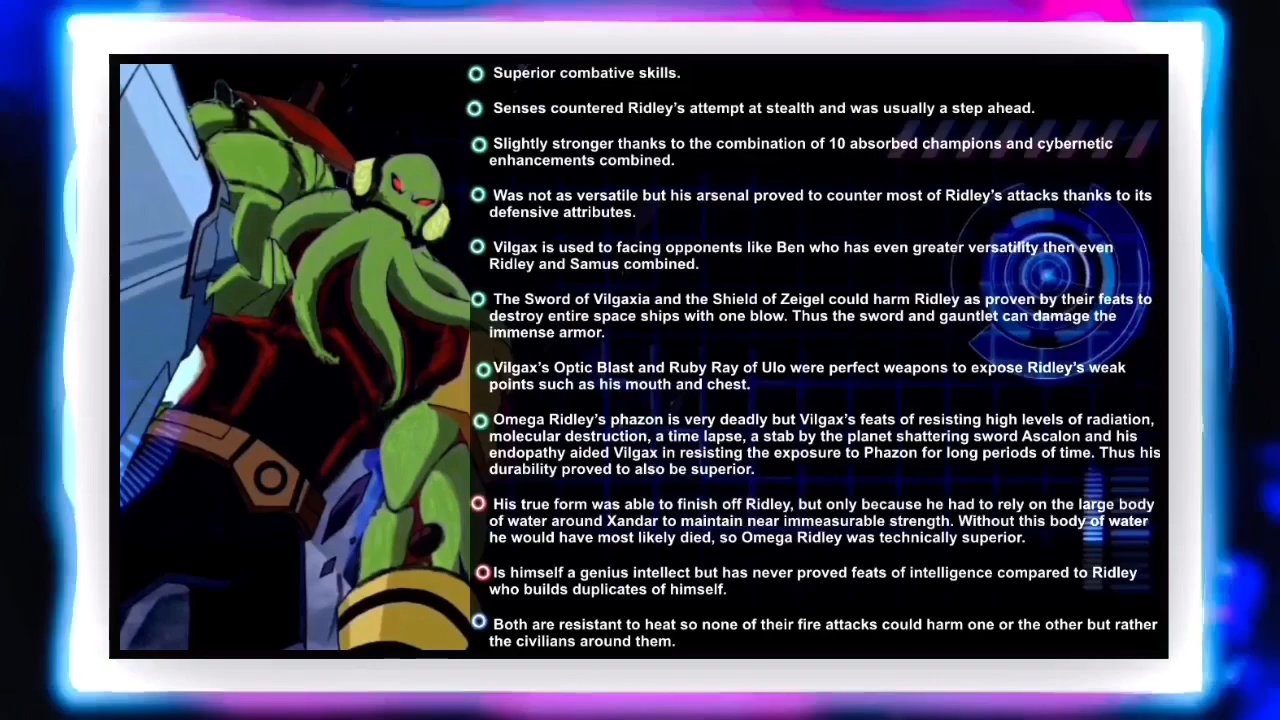 Superior combative skills.
Senses countered Ridley's attempt at stealth and was usually a step ahead.
Slightly stronger thanks to the combination of 10 absorbed champions and cybernetic
enhancements combined.
Was not as versatile but his arsenal proved to counter most of Ridley's attacks thanks to its
defensive attributes.
Vilgax is used to facing opponents like Ben who has even greater versatility then even
Ridley and Samus combined.
The Sword of Vilgaxia and the Shield of Zeigel could harm Ridley as proven by their feats to
destroy entire space ships with one blow. Thus the sword and gauntlet can damage the
immense armor.
Vilgax's Optic Blast and Ruby Ray of Ulo were perfect weapons to expose Ridley's weak
points such as his mouth and chest.
Omega Ridley's phazon is very deadly but Vilgax's feats of resisting high levels of radiation,
molecular destruction, a time lapse, a stab by the planet shattering sword Ascalon and his
endopathy aided Vilgax in resisting the exposure to Phazon for long periods of time. Thus his
durability proved to also be superior.
His true form was able to finish off Ridley, but only because he had to rely on the large body
of water around Xandar to maintain near immeasurable strength. Without this body of water
he would have most likely died, so Omega Ridley was technically superior.
Is himself a genius intellect but has never proved feats of intelligence compared to Ridley
who builds duplicates of himself.
Both are resistant to heat so none of their fire attacks could harm one or the other but rather
the civilians around them.